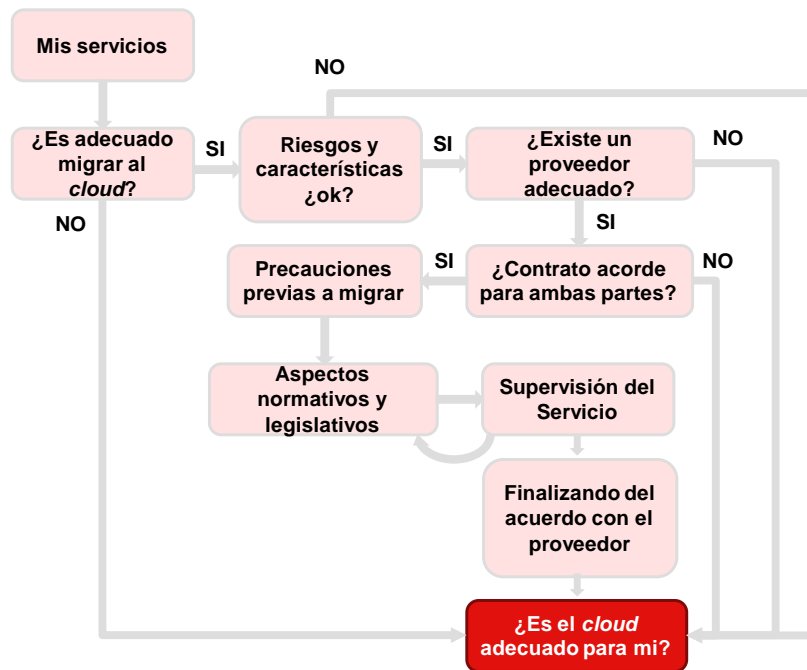 Mis servicios
NO
¿Es adecuado
migrar al
cloud?
SI
Riesgos y
característíficas
¿ok?
SI
¿Existe un
proveedor
adecuado?
NO
NO
SI
Precauciones
previas a migrar
SI
¿Contrato acorde
para ambas partes?
NO
Aspectos
normativos y
legislativos
Supervisión del
Servicio
Finalizando del
acuerdo con el
proveedor
¿Es el cloud
adecuado para mi?